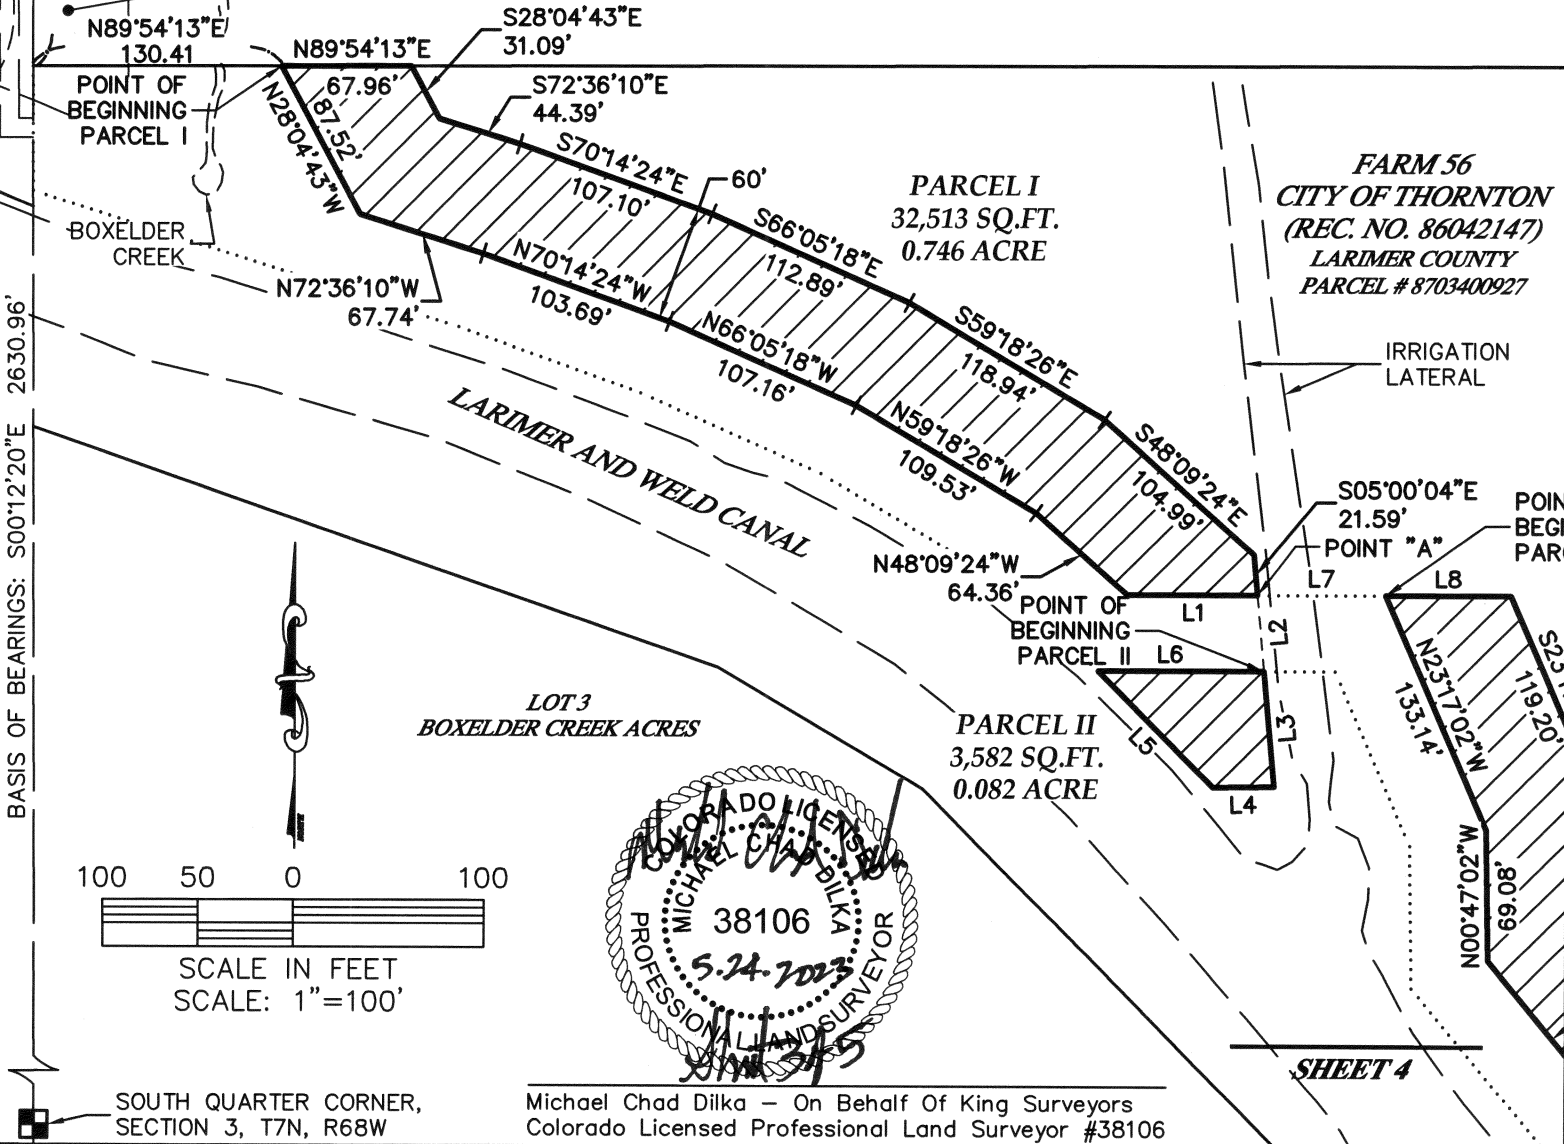 N89°54'13"E
130.41
N89°54'13"E
67.96'
S28°04'43"E
31.09'
S72°36'10"E
44.39'
POINT OF
BEGINNING
PARCEL I
N28°04'43"W
87.52'
S70°14'24"E
107.10'
60'
S66°05'18"E
112.89'
PARCEL I
32,513 SQ.FT.
0.746 ACRE
FARM 56
CITY OF THORNTON
(REC. NO. 86042147)
LARIMER COUNTY
PARCEL # 8703400927
BOXELDER
CREEK
N72°36'10"W
67.74'
N70°14'24"W
103.69'
N66°05'18"W
107.16'
S59°18'26"E
118.94'
IRRIGATION
LATERAL
N59°18'26"W
109.53'
S48°09'24"E
104.99'
LARIMER AND WELD CANAL
S05°00'04"E
21.59'
POINT "A"
N48°09'24"W
64.36'
L1
L7
L8
L2
POINT OF
BEGINNING
PARCEL II
L6
L3
L5
L4
N23°17'02"W
133.14'
119.20'
N00°47'02"W
69.08'
BASIS OF BEARINGS: S00°12'20"E 2630.96'
LOT 3
BOXELDER CREEK ACRES
PARCEL II
3,582 SQ.FT.
0.082 ACRE
100 50 0 100
SCALE IN FEET
SCALE: 1"=100'
COLORADO LICENSED
MICHAEL CHAD DILKA
38106
5.24.2023
PROFESSIONAL LAND SURVEYOR
SHEET 4
SOUTH QUARTER CORNER,
SECTION 3, T7N, R68W
Michael Chad Dilka – On Behalf Of King Surveyors
Colorado Licensed Professional Land Surveyor #38106